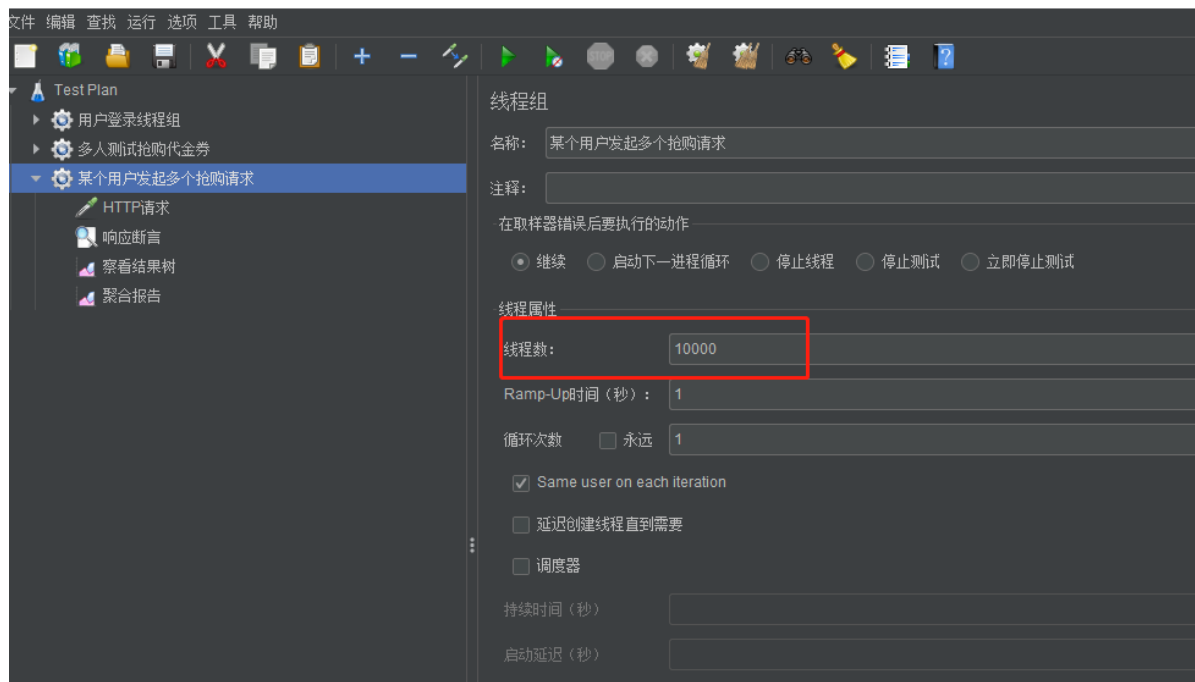 文件 编辑 查找 运行 选项 工具 帮助
STOP
?
Test Plan
用户登录线程组
多人测试抢购代金券
某个用户发起多个抢购请求
HTTP请求
响应断言
察看结果树
聚合报告
线程组
名称： 某个用户发起多个抢购请求
注释：
在取样器错误后要执行的动作
继续 启动下一进程循环 停止线程 停止测试 立即停止测试
线程属性
线程数： 10000
Ramp-Up时间（秒）： 1
循环次数 永远 1
Same user on each iteration
延迟创建线程直到需要
调度器
持续时间（秒）
启动延迟（秒）